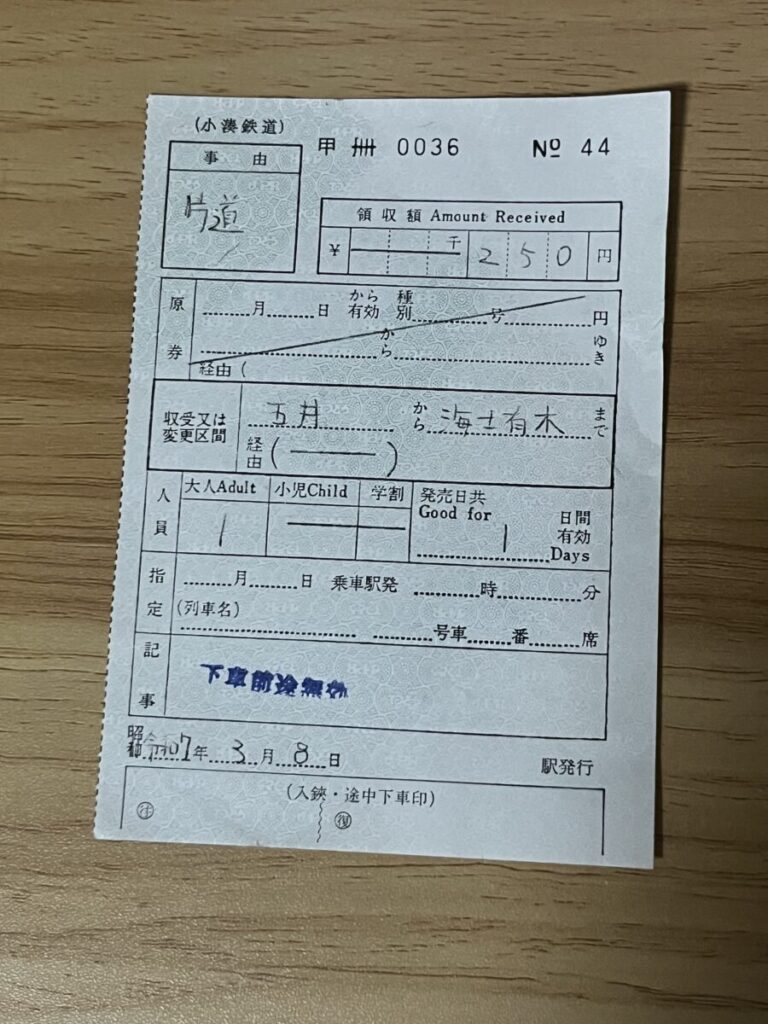 (小湊鉄道)
甲 卅 0036 № 44
事由
片道
領収額 Amount Received
¥ 千 250 円
原券
月 日 から有効 種別 号 円
から ゆき
経由 (
収受又は変更区間
五井 から 海士有木 まで
経由 ( )
人員
大人Adult 小児Child 学割
1
発売日共 Good for 1 日間有効 Days
指定
月 日 乗車駅発 時 分
(列車名)
号車 番 席
記事
下車前途無効
昭和 令和7年 3月 8日 駅発行
(入鋏・途中下車印)
㊟ 復